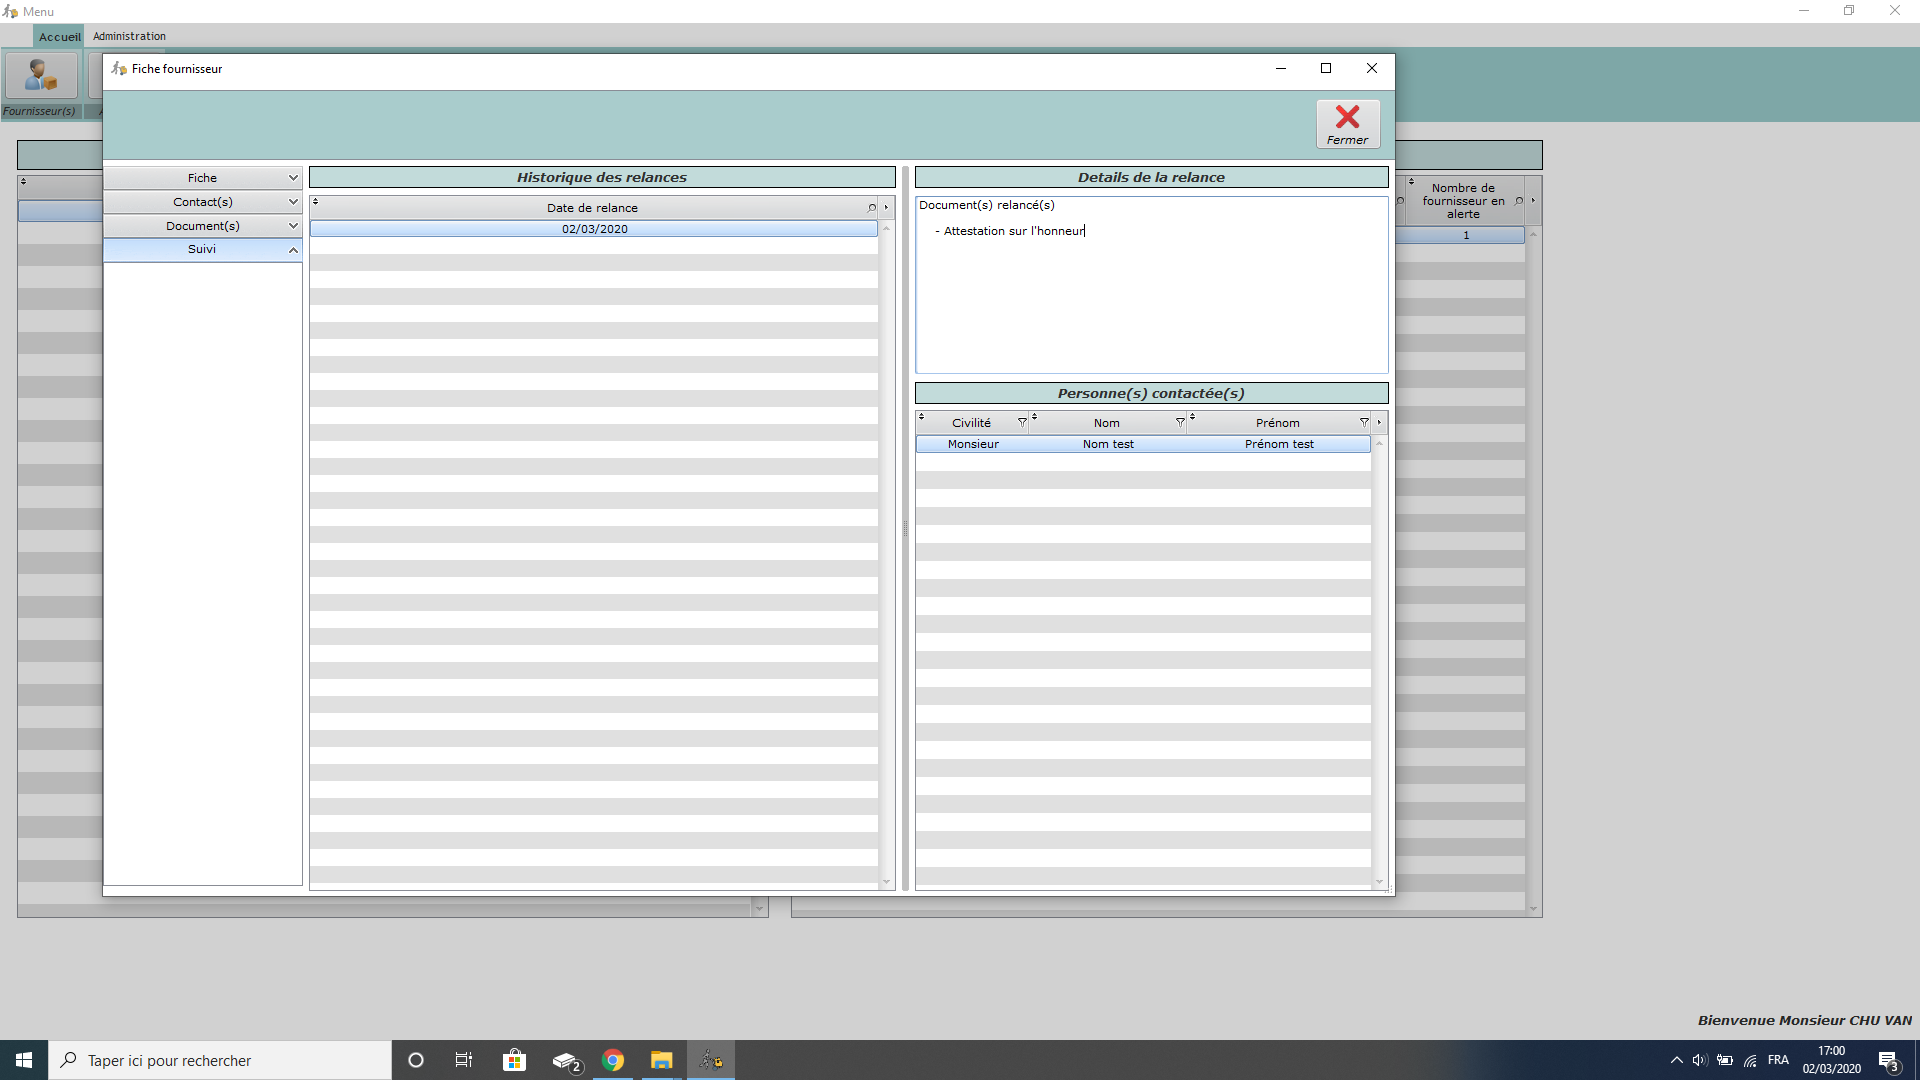 Menu
Accueil
Administration
Fournisseur(s)
Fiche fournisseur
Fermer
Fiche
Contact(s)
Document(s)
Suivi
Historique des relances
Date de relance
02/03/2020
Details de la relance
Document(s) relancé(s)
- Attestation sur l'honneur
Personne(s) contactée(s)
Civilité
Nom
Prénom
Monsieur
Nom test
Prénom test
Nombre de
fournisseur en
alerte
1
Bienvenue Monsieur CHU VAN
Taper ici pour rechercher
2
FRA
17:00
02/03/2020
3